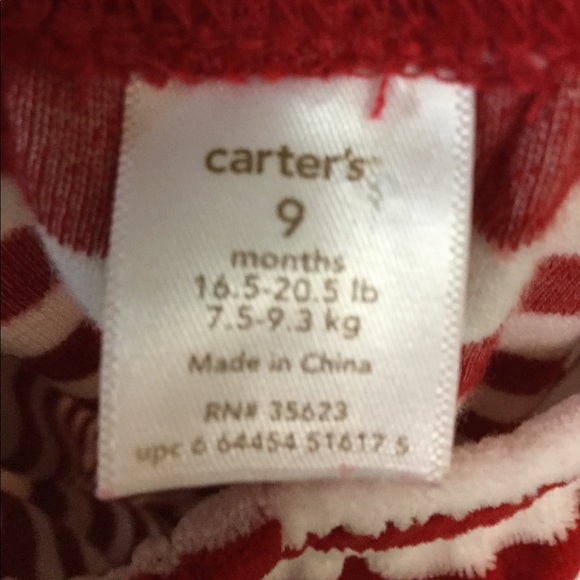 carter's
9
months
16.5-20.5 lb
7.5-9.3 kg
Made in China
RN# 35623
upc 6 64454 51617 5